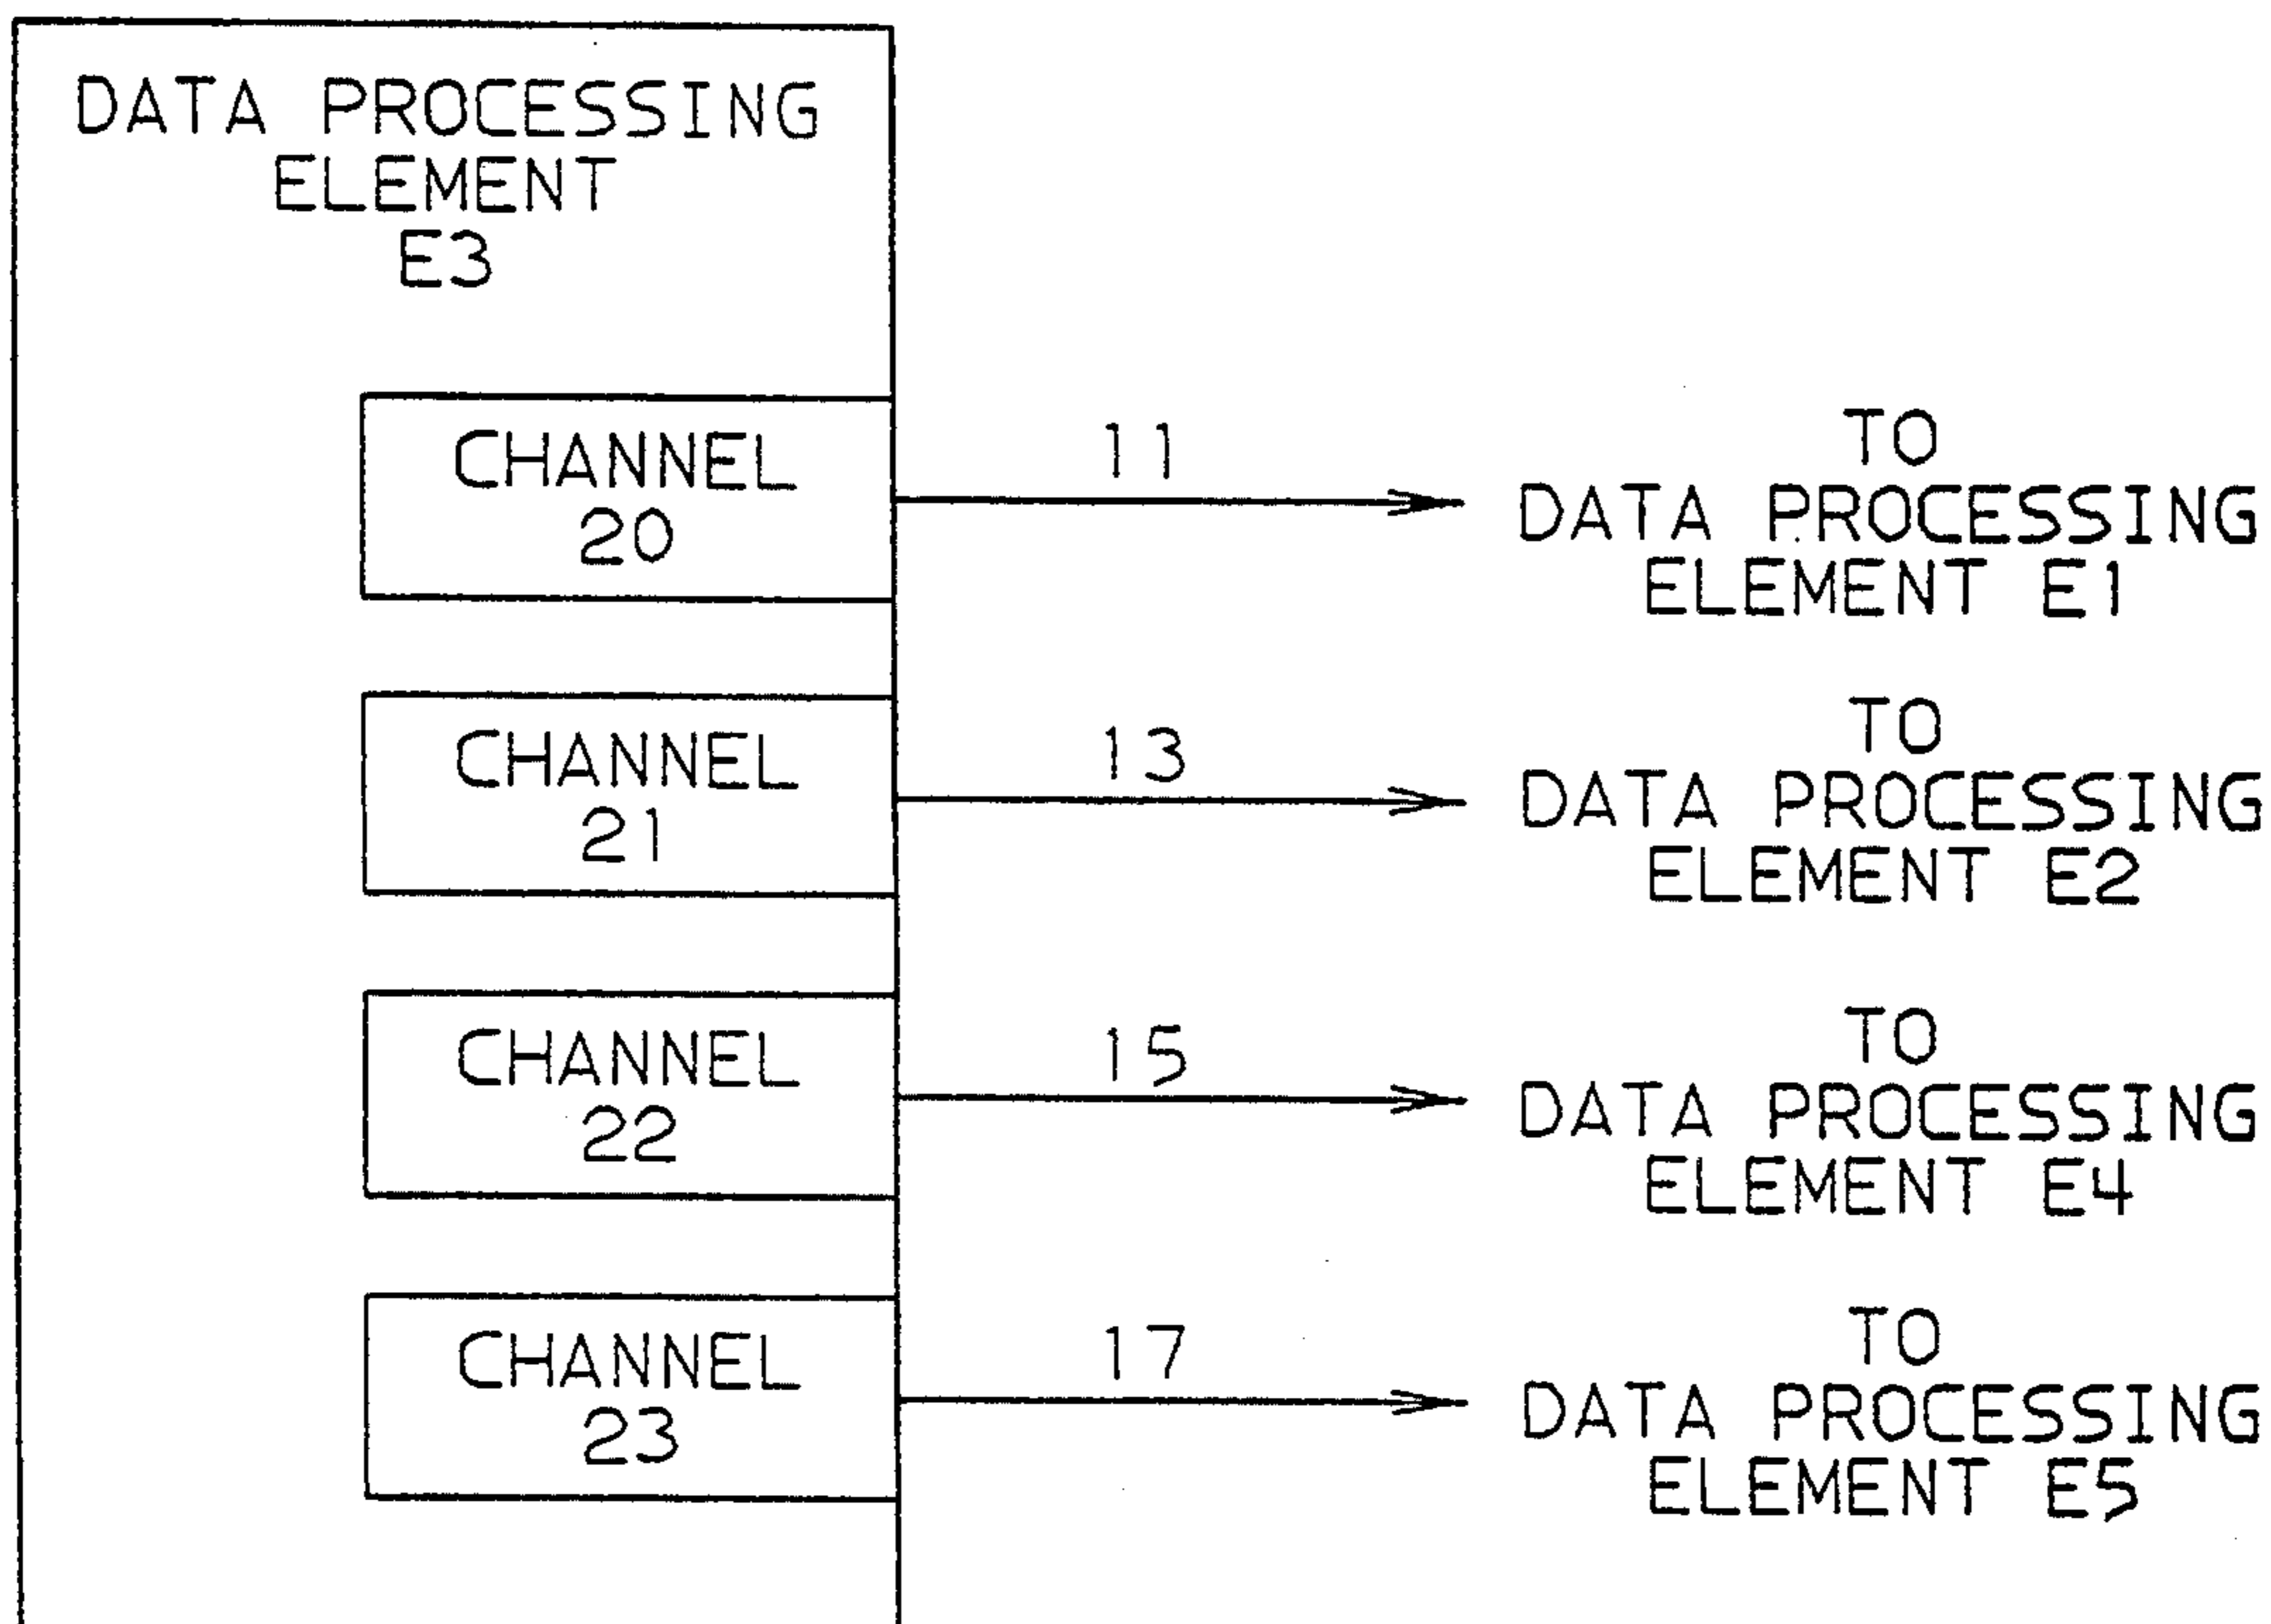 DATA PROCESSING
ELEMENT
E3
CHANNEL
20
11
TO
DATA PROCESSING
ELEMENT E1
CHANNEL
21
13
TO
DATA PROCESSING
ELEMENT E2
CHANNEL
22
15
TO
DATA PROCESSING
ELEMENT E4
CHANNEL
23
17
TO
DATA PROCESSING
ELEMENT E5